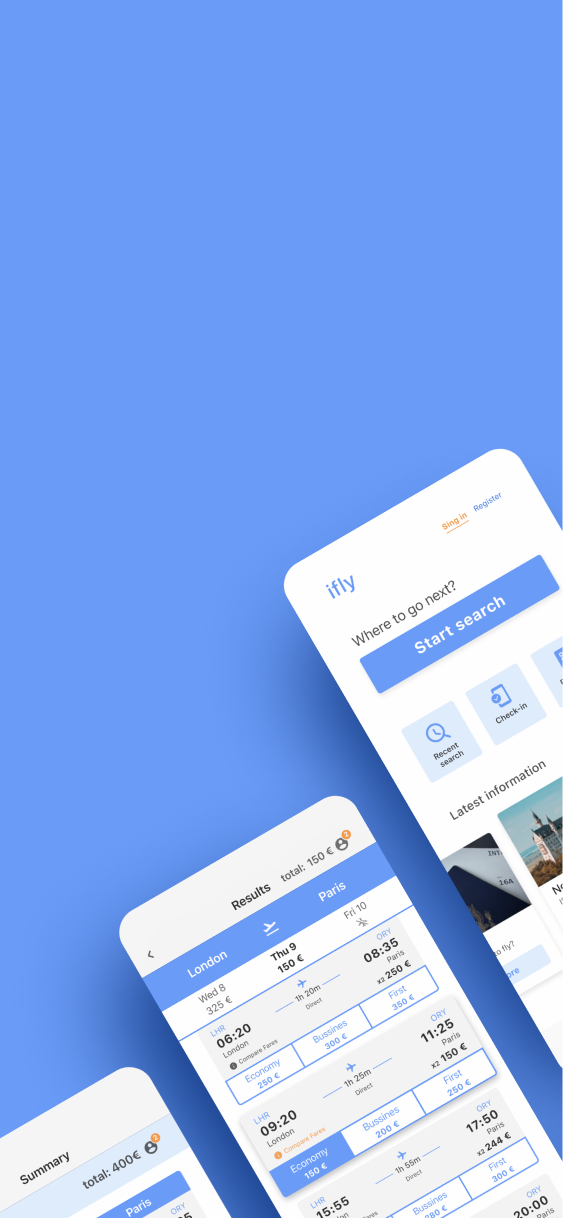 Sing in
Register
ifly
Where to go next?
Start search
Recent
search
Check-in
Latest information
INT
16A
to fly?
Results
total: 150 €
2
London
Paris
Wed 8
325 €
Thu 9
150 €
Fri 10
LHR
06:20
London
1h 20m
Direct
ORY
08:35
Paris
x2 250 €
Compare Fares
Economy
250 €
Bussines
300 €
First
350 €
LHR
09:20
London
1h 25m
Direct
ORY
11:25
Paris
x2 150 €
Compare Fares
Economy
150 €
Bussines
200 €
First
250 €
LHR
15:55
1h 55m
Direct
ORY
17:50
Paris
x2 244 €
Fares
Bussines
280 €
First
300 €
ORY
20:00
Paris
Summary
total: 400€
2
Paris
ORY